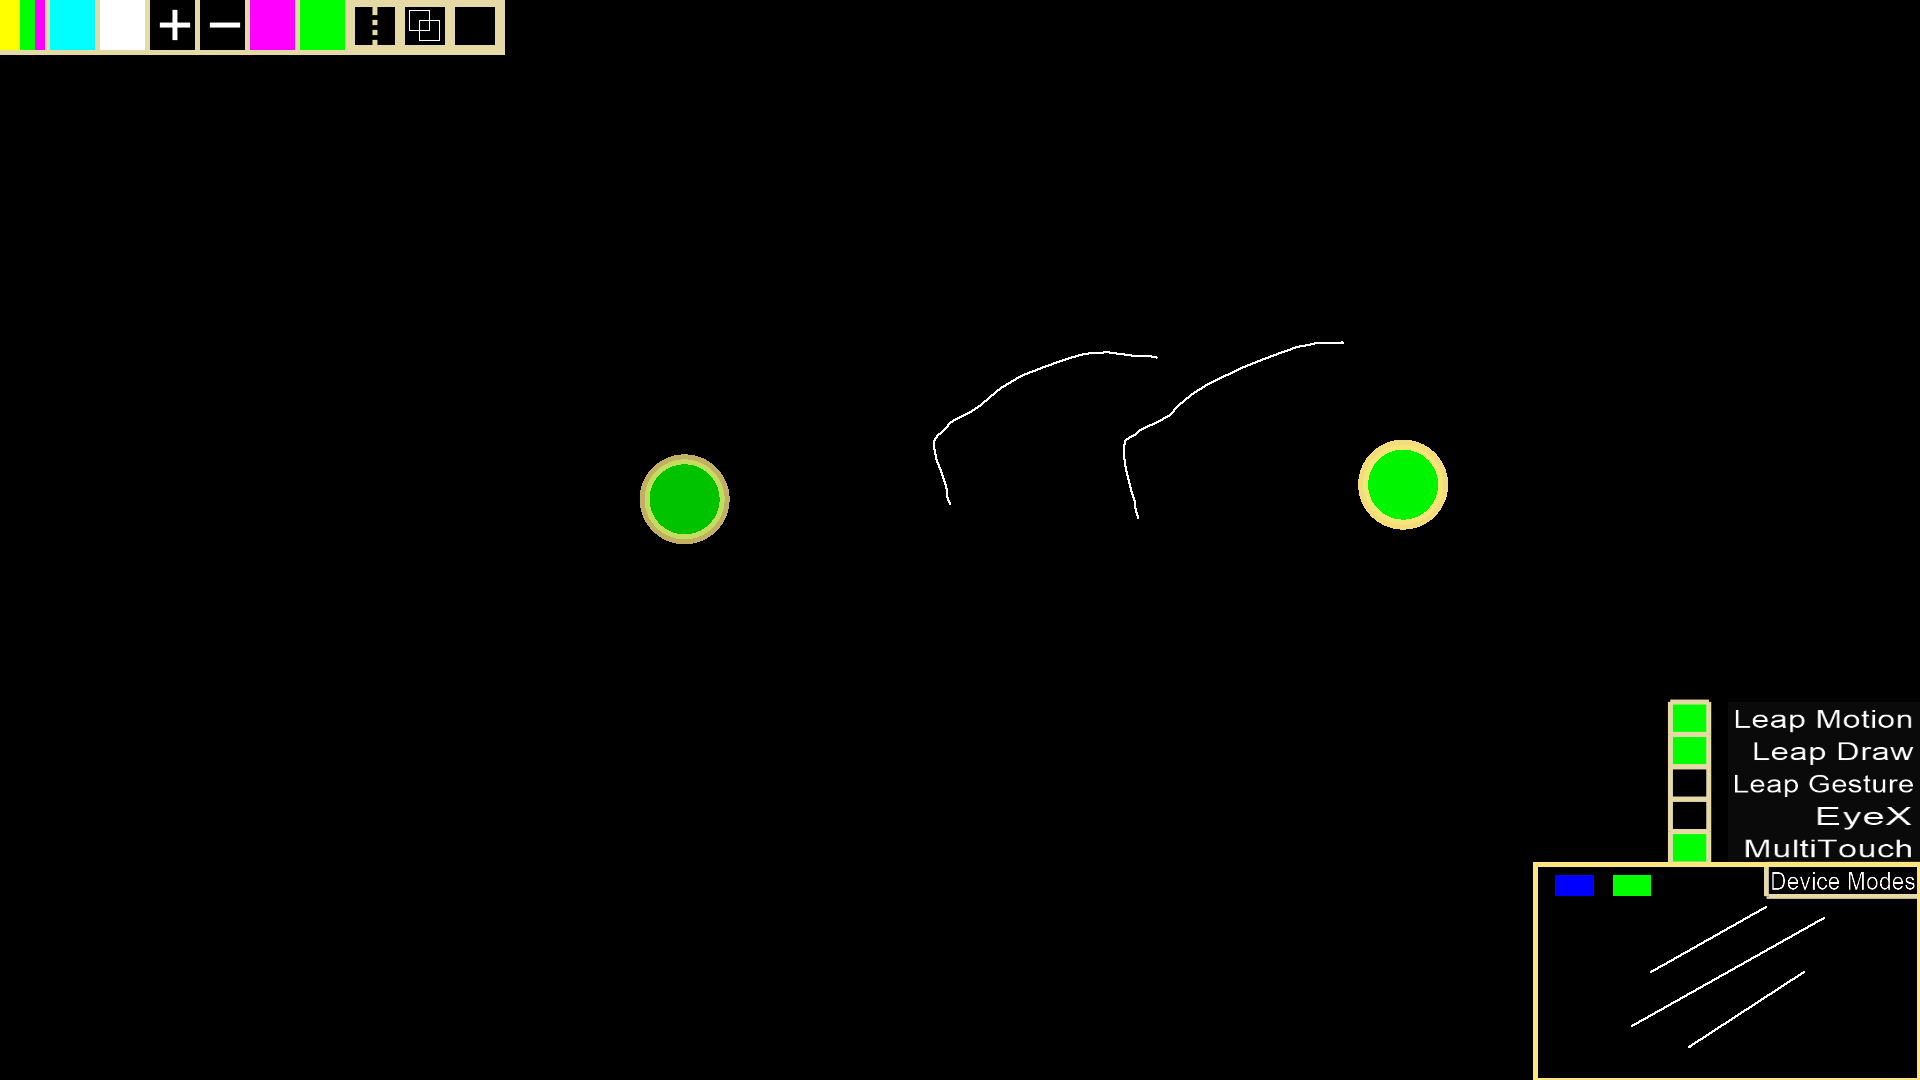 Leap Motion
Leap Draw
Leap Gesture
EyeX
MultiTouch
Device Modes